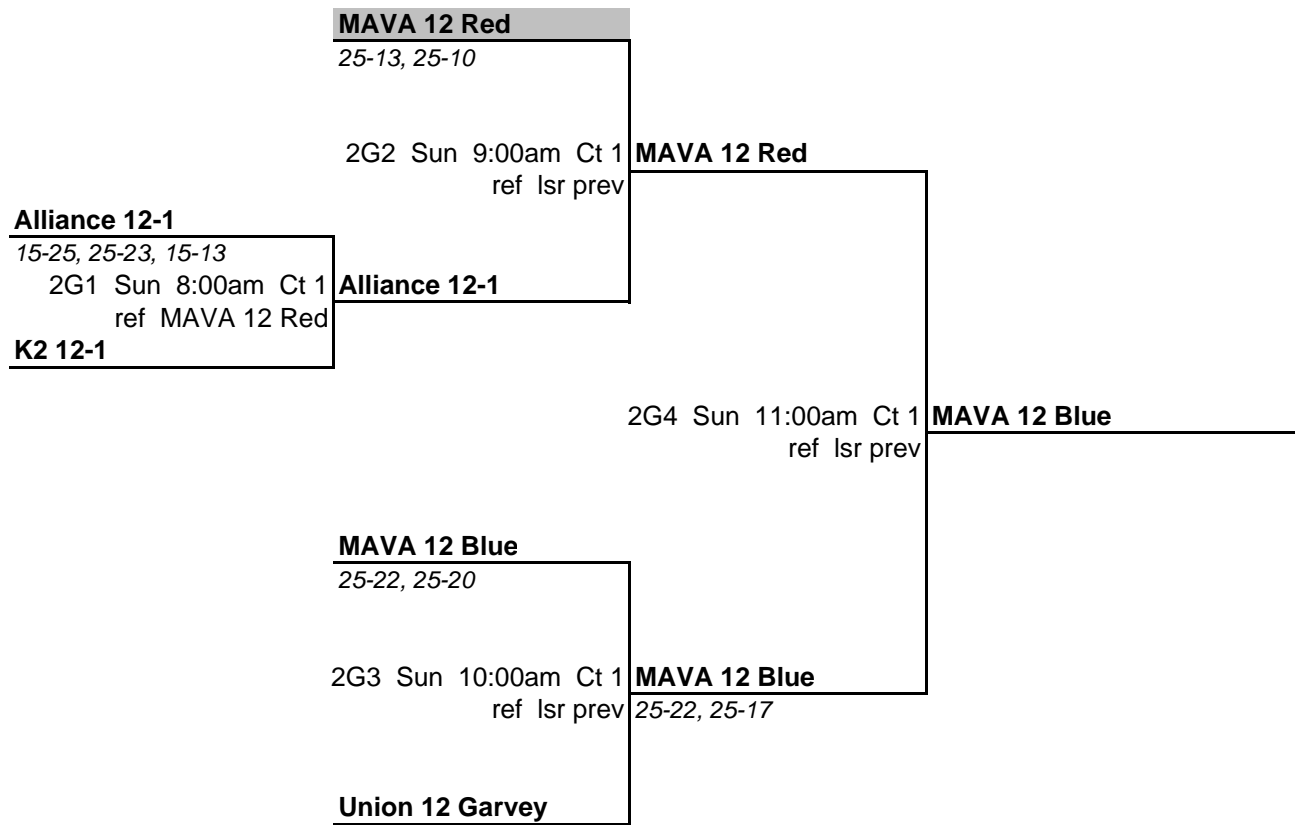 MAVA 12 Red
25-13, 25-10
2G2 Sun 9:00am Ct 1 MAVA 12 Red
ref lsr prev
Alliance 12-1
15-25, 25-23, 15-13
2G1 Sun 8:00am Ct 1 Alliance 12-1
ref MAVA 12 Red
K2 12-1
2G4 Sun 11:00am Ct 1 MAVA 12 Blue
ref lsr prev
MAVA 12 Blue
25-22, 25-20
2G3 Sun 10:00am Ct 1 MAVA 12 Blue
ref lsr prev 25-22, 25-17
Union 12 Garvey